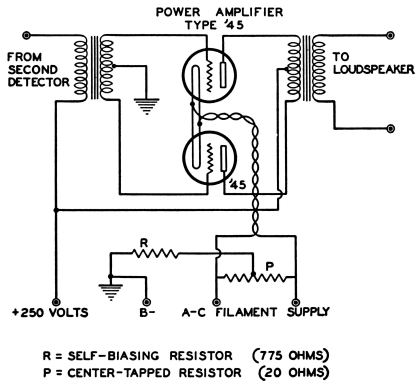 POWER AMPLIFIER
TYPE '45
FROM
SECOND
DETECTOR
TO
LOUDSPEAKER
'45
R
P
+250 VOLTS
B-
A-C FILAMENT SUPPLY
R = SELF-BIASING RESISTOR (775 OHMS)
P = CENTER-TAPPED RESISTOR (20 OHMS)